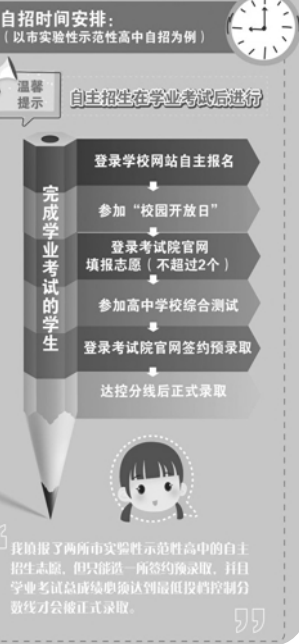 自招时间安排：
（以市实验性示范性高中自招为例）
温馨
提示
自主招生在学业考试后进行
完成学业考试的学生
登录学校网站自主报名
参加“校园开放日”
登录考试院官网
填报志愿（不超过2个）
参加高中学校综合测试
登录考试院官网签约预录取
达控分线后正式录取
我填报了两所市实验性示范性高中的自主
招生志愿，但只能选一所签约预录取，并且
学业考试总成绩必须达到最低投档控制分
数线才会被正式录取。